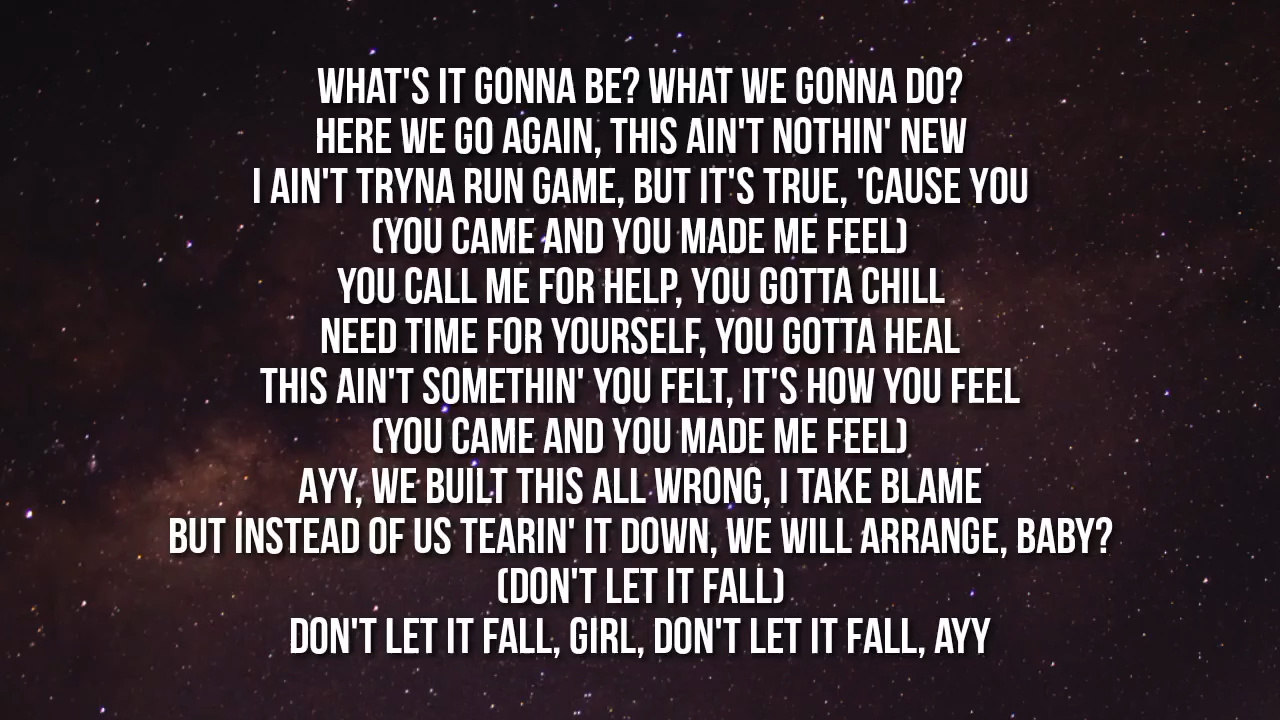 WHAT'S IT GONNA BE? WHAT WE GONNA DO?
HERE WE GO AGAIN, THIS AIN'T NOTHIN' NEW
I AIN'T TRYNA RUN GAME, BUT IT'S TRUE, 'CAUSE YOU
(YOU CAME AND YOU MADE ME FEEL)
YOU CALL ME FOR HELP, YOU GOTTA CHILL
NEED TIME FOR YOURSELF, YOU GOTTA HEAL
THIS AIN'T SOMETHIN' YOU FELT, IT'S HOW YOU FEEL
(YOU CAME AND YOU MADE ME FEEL)
AYY, WE BUILT THIS ALL WRONG, I TAKE BLAME
BUT INSTEAD OF US TEARIN' IT DOWN, WE WILL ARRANGE, BABY?
(DON'T LET IT FALL)
DON'T LET IT FALL, GIRL, DON'T LET IT FALL, AYY